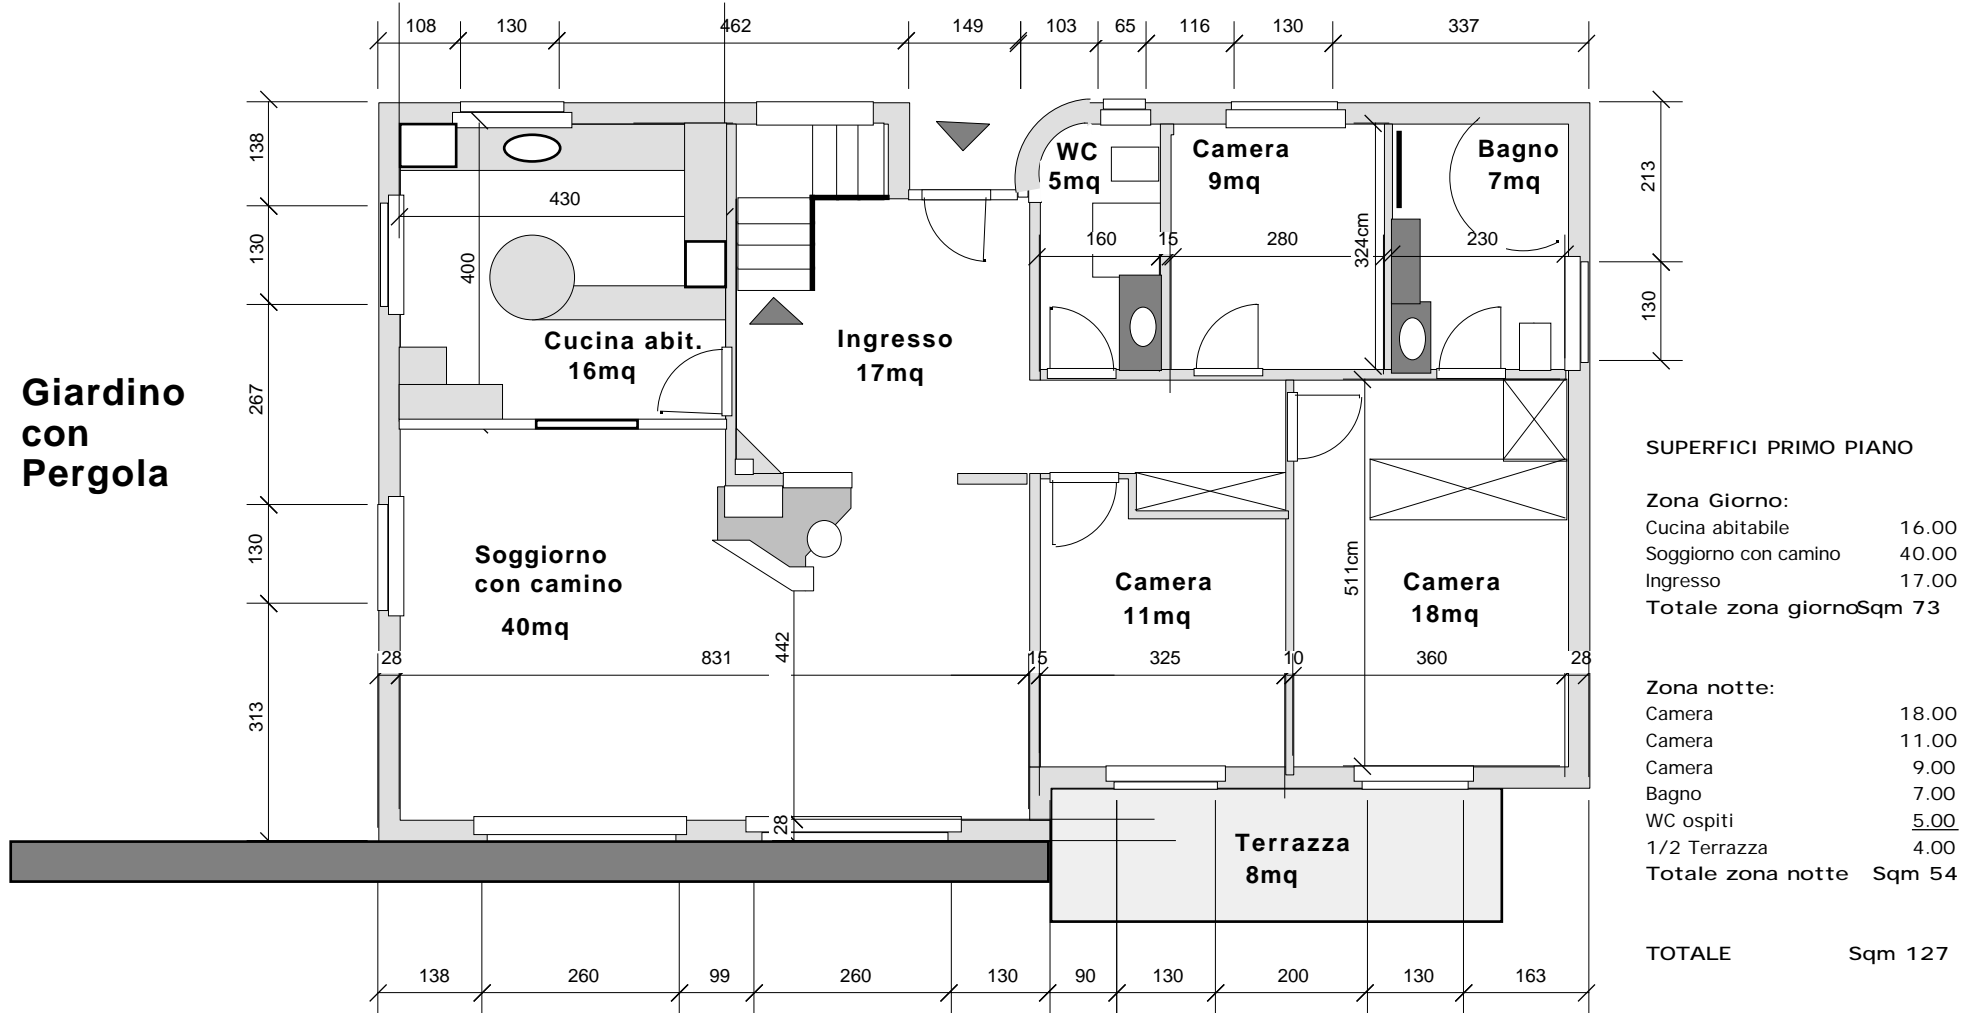 108 130 462 149 103 65 116 130 337
138
130
267
130
313
213
130
WC
5mq
Camera
9mq
Bagno
7mq
430
400
160 15 280 324cm 230
Cucina abit.
16mq
Ingresso
17mq
Giardino
con
Pergola
Soggiorno
con camino
40mq
Camera
11mq
511cm
Camera
18mq
28 831 442 15 325 10 360 28
28
Terrazza
8mq
138 260 99 260 130 90 130 200 130 163
SUPERFICI PRIMO PIANO
Zona Giorno:
Cucina abitabile 16.00
Soggiorno con camino 40.00
Ingresso 17.00
Totale zona giorno Sqm 73
Zona notte:
Camera 18.00
Camera 11.00
Camera 9.00
Bagno 7.00
WC ospiti 5.00
1/2 Terrazza 4.00
Totale zona notte Sqm 54
TOTALE Sqm 127